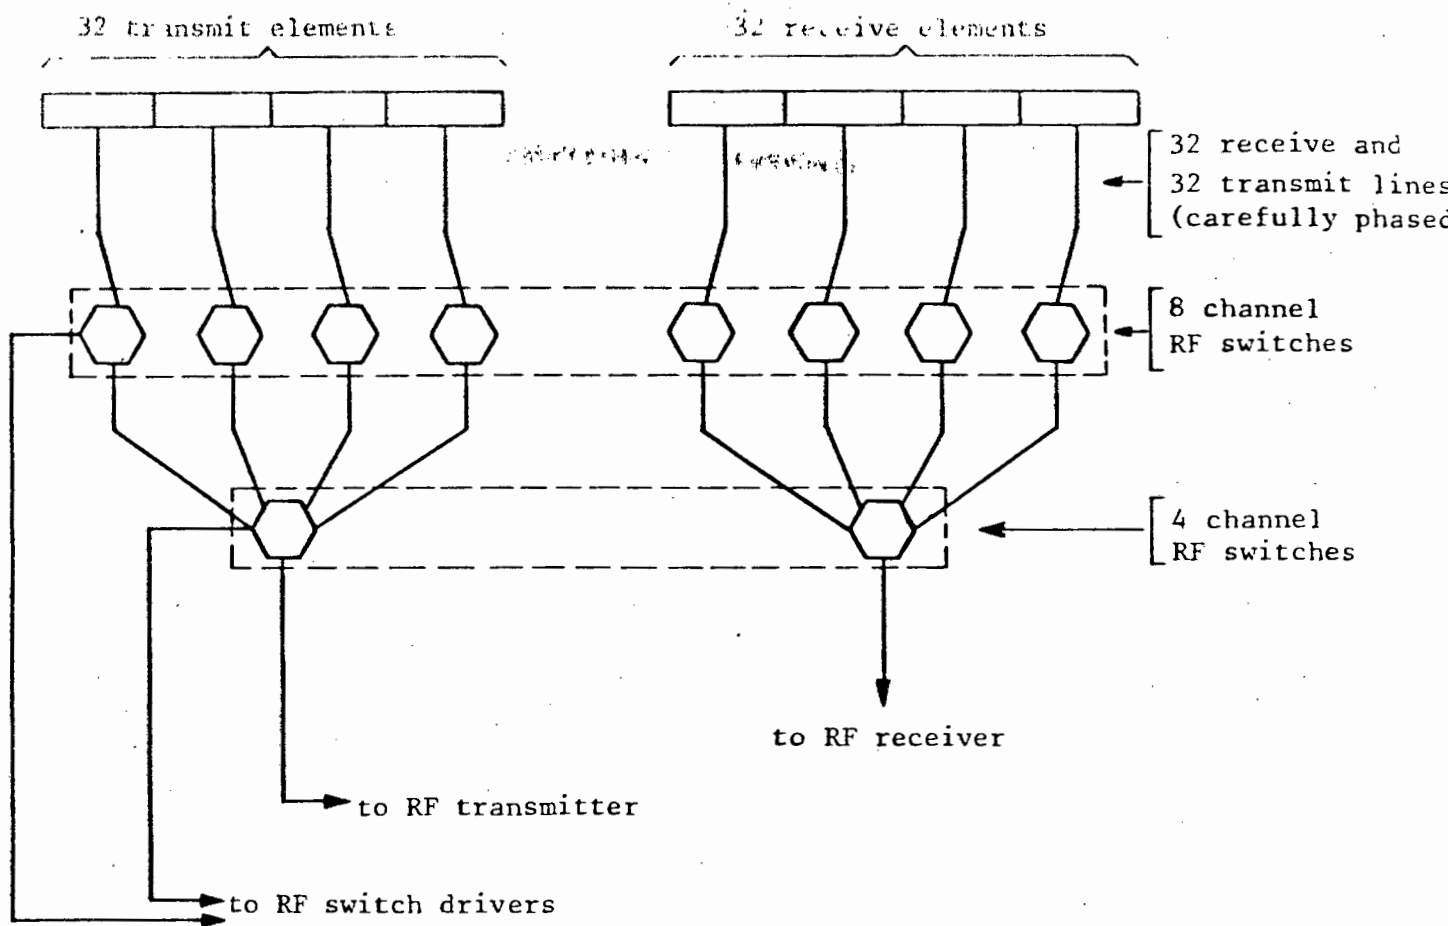 32 transmit elements
32 receive elements
32 receive and
32 transmit lines
(carefully phased
8 channel
RF switches
4 channel
RF switches
to RF receiver
to RF transmitter
to RF switch drivers